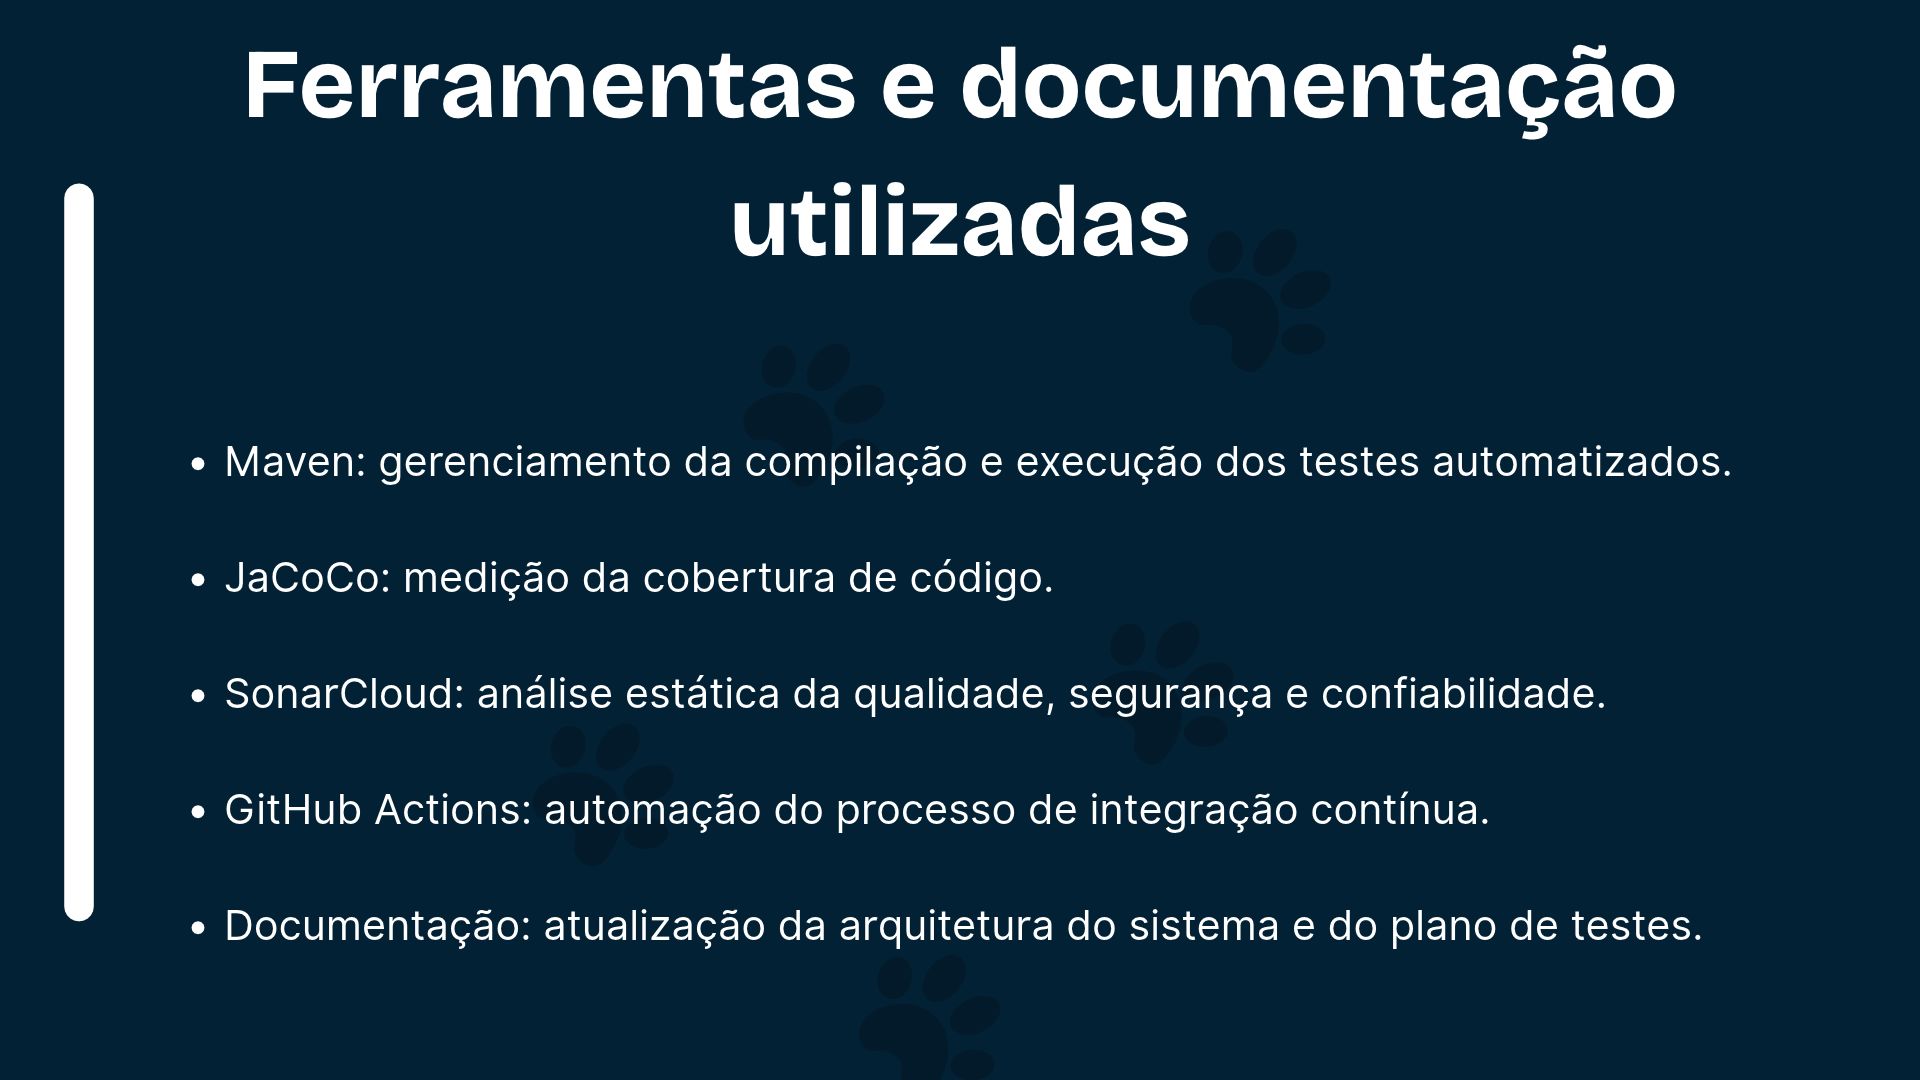 Ferramentas e documentação
utilizadas
• Maven: gerenciamento da compilação e execução dos testes automatizados.
• JaCoCo: medição da cobertura de código.
• SonarCloud: análise estática da qualidade, segurança e confiabilidade.
• GitHub Actions: automação do processo de integração contínua.
• Documentação: atualização da arquitetura do sistema e do plano de testes.